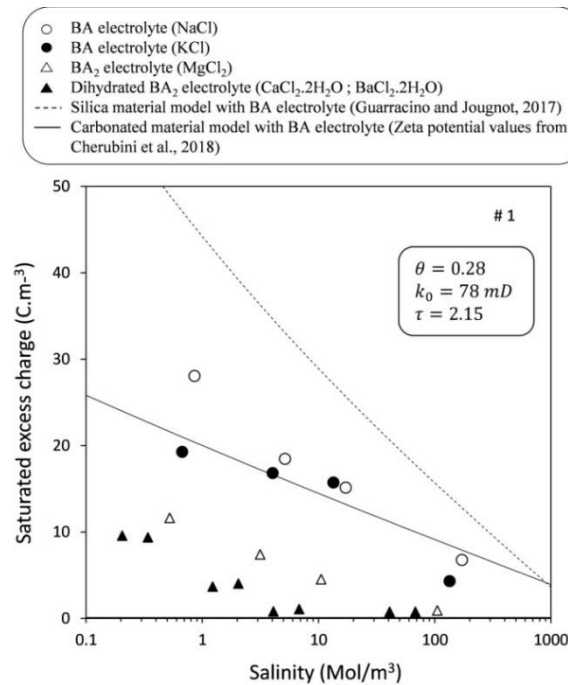 BA electrolyte (NaCl)
BA electrolyte (KCl)
BA₂ electrolyte (MgCl₂)
Dihydrated BA₂ electrolyte (CaCl₂.2H₂O ; BaCl₂.2H₂O)
Silica material model with BA electrolyte (Guarracino and Jougnot, 2017)
Carbonated material model with BA electrolyte (Zeta potential values from
Cherubini et al., 2018)
50
40
30
20
10
0
Saturated excess charge (C.m⁻³)
# 1
θ = 0.28
k₀ = 78 mD
τ = 2.15
0.1 1 10 100 1000
Salinity (Mol/m³)